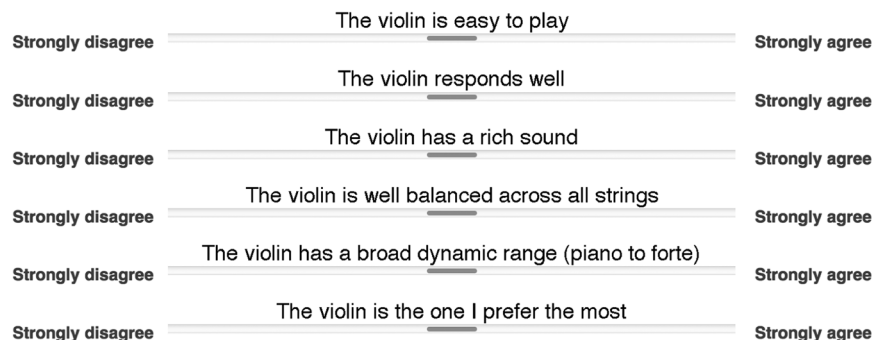 The violin is easy to play
Strongly disagree Strongly agree
The violin responds well
Strongly disagree Strongly agree
The violin has a rich sound
Strongly disagree Strongly agree
The violin is well balanced across all strings
Strongly disagree Strongly agree
The violin has a broad dynamic range (piano to forte)
Strongly disagree Strongly agree
The violin is the one I prefer the most
Strongly disagree Strongly agree